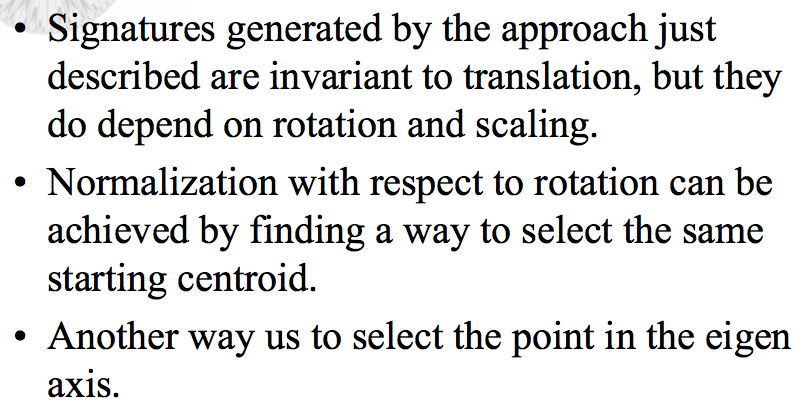 • Signatures generated by the approach just
described are invariant to translation, but they
do depend on rotation and scaling.
• Normalization with respect to rotation can be
achieved by finding a way to select the same
starting centroid.
• Another way us to select the point in the eigen
axis.